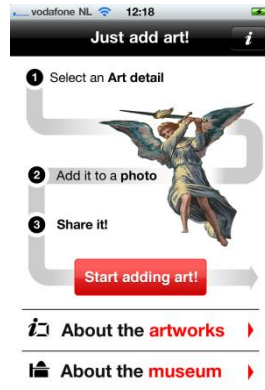 vodafone NL 12:18
Just add art! i
1 Select an Art detail
2 Add it to a photo
3 Share it!
Start adding art!
i About the artworks
About the museum